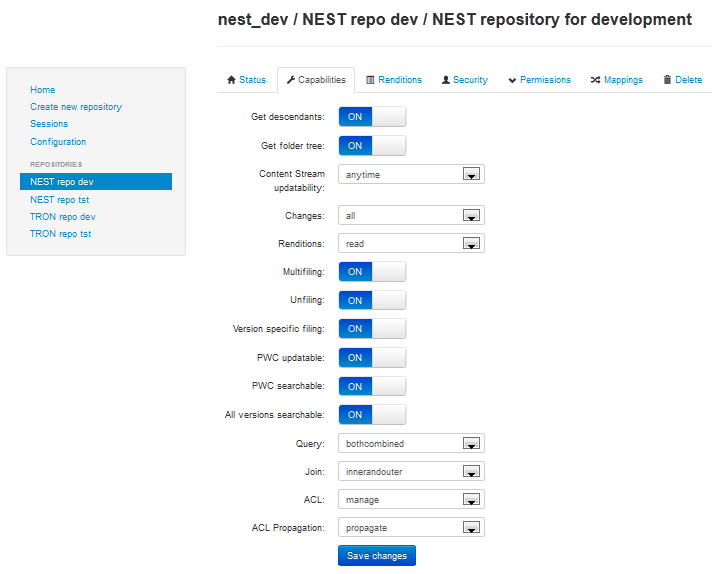 nest_dev / NEST repo dev / NEST repository for development
Home
Create new repository
Sessions
Configuration
REPOSITORIES
NEST repo dev
NEST repo tst
TRON repo dev
TRON repo tst
Status Capabilities Renditions Security Permissions Mappings Delete
Get descendants: ON
Get folder tree: ON
Content Stream
updatability: anytime
Changes: all
Renditions: read
Multifiling: ON
Unfiling: ON
Version specific filing: ON
PWC updatable: ON
PWC searchable: ON
All versions searchable: ON
Query: bothcombined
Join: innerandouter
ACL: manage
ACL Propagation: propagate
Save changes